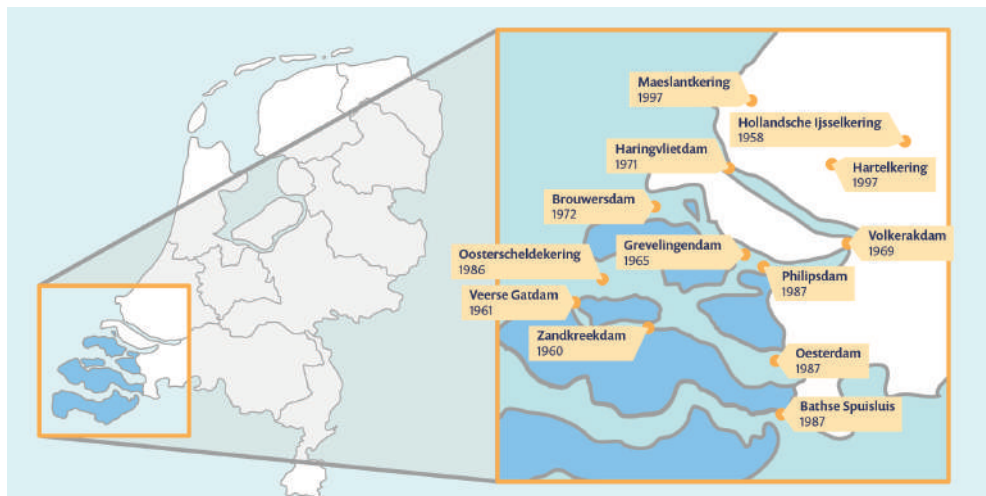 Maeslantkering
1997
Hollandsche Ijsselkering
1958
Haringvlietdam
1971
Hartelkering
1997
Brouwersdam
1972
Grevelingendam
1965
Volkerakdam
1969
Oosterscheldekering
1986
Philipsdam
1987
Veerse Gatdam
1961
Zandkreekdam
1960
Oesterdam
1987
Bathse Spuisluis
1987